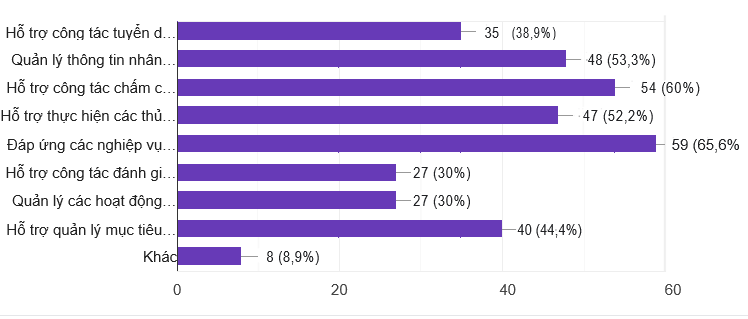 Hỗ trợ công tác tuyển d… 35 (38,9%)
Quản lý thông tin nhân… 48 (53,3%)
Hỗ trợ công tác chấm c… 54 (60%)
Hỗ trợ thực hiện các thủ… 47 (52,2%)
Đáp ứng các nghiệp vụ… 59 (65,6%
Hỗ trợ công tác đánh gi… 27 (30%)
Quản lý các hoạt động… 27 (30%)
Hỗ trợ quản lý mục tiêu… 40 (44,4%)
Khác 8 (8,9%)
0 20 40 60